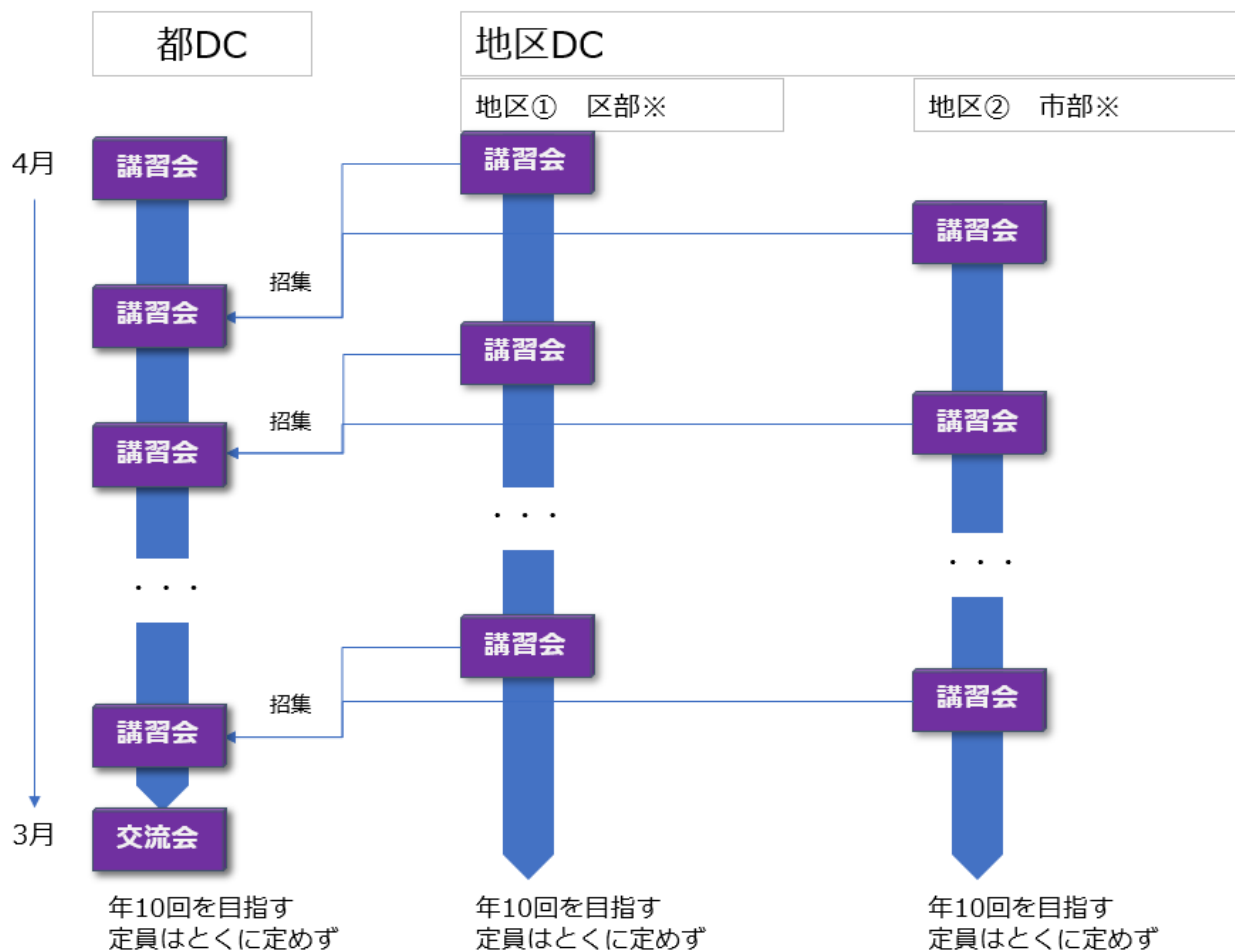 都DC
地区DC
地区① 区部※
地区② 市部※
4月
講習会
講習会
講習会
招集
講習会
講習会
招集
講習会
講習会
・・・
・・・
・・・
講習会
講習会
招集
講習会
3月
交流会
年10回を目指す
定員はとくに定めず
年10回を目指す
定員はとくに定めず
年10回を目指す
定員はとくに定めず